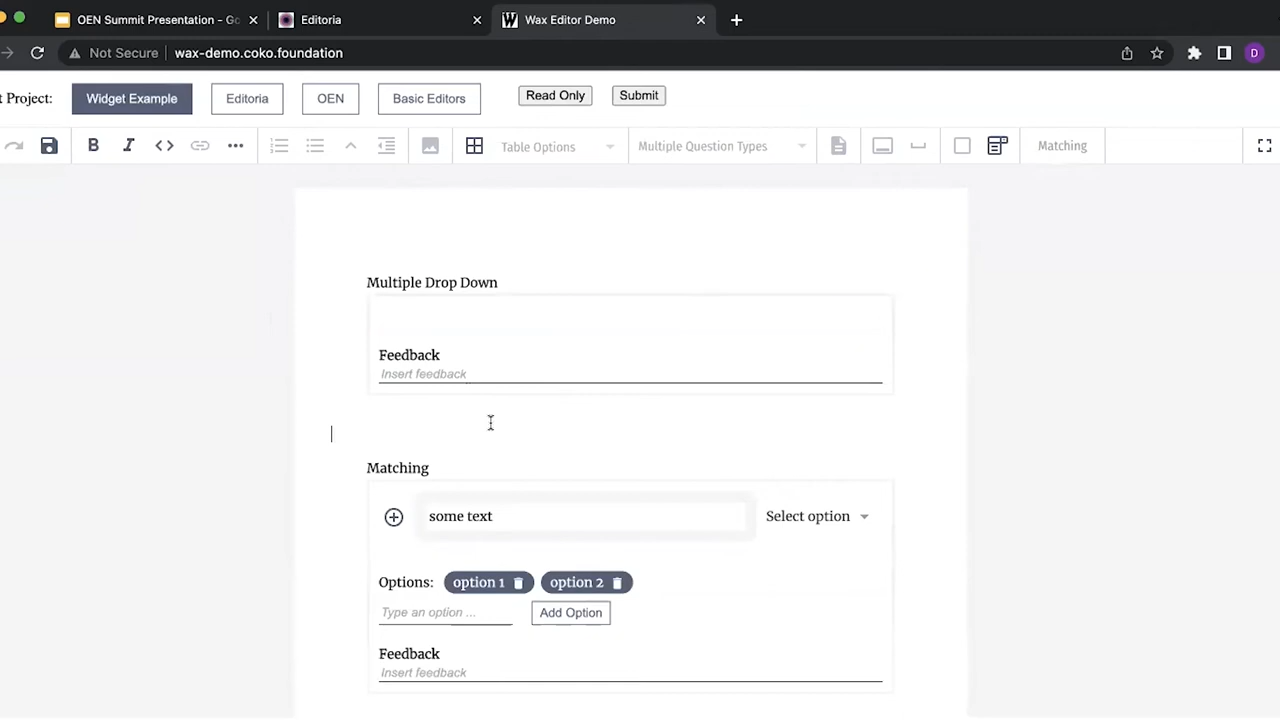 OEN Summit Presentation - Go
Editoria
Wax Editor Demo
Not Secure
wax-demo.coko.foundation
D
t Project:
Widget Example
Editoria
OEN
Basic Editors
Read Only
Submit
B
I
Table Options
Multiple Question Types
Matching
Multiple Drop Down
Feedback
Insert feedback
Matching
some text
Select option
Options:
option 1
option 2
Type an option ...
Add Option
Feedback
Insert feedback